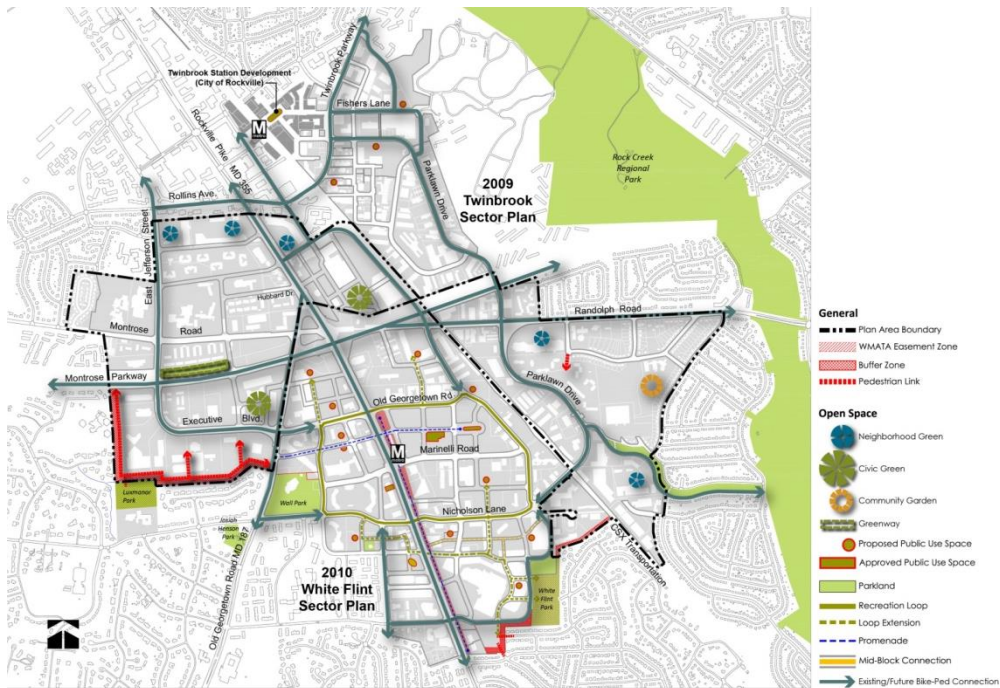 Twinbrook Station Development
(City of Rockville)
M
Twinbrook Parkway
Fishers Lane
Rockville Pike MD 355
Rollins Ave.
East Jefferson Street
Parklawn Drive
2009
Twinbrook
Sector Plan
Rock Creek
Regional
Park
Hubbard Dr.
Montrose Road
Randolph Road
Montrose Parkway
Parklawn Drive
Executive Blvd.
Old Georgetown Rd.
Marinelli Road
M
Luxmanor
Park
Wall Park
Nicholson Lane
Josiah
Henson
Park
CSX Transportation
Old Georgetown Road MD 187
2010
White Flint
Sector Plan
White
Flint
Park
General
Plan Area Boundary
WMATA Easement Zone
Buffer Zone
Pedestrian Link
Open Space
Neighborhood Green
Civic Green
Community Garden
Greenway
Proposed Public Use Space
Approved Public Use Space
Parkland
Recreation Loop
Loop Extension
Promenade
Mid-Block Connection
Existing/Future Bike-Ped Connection